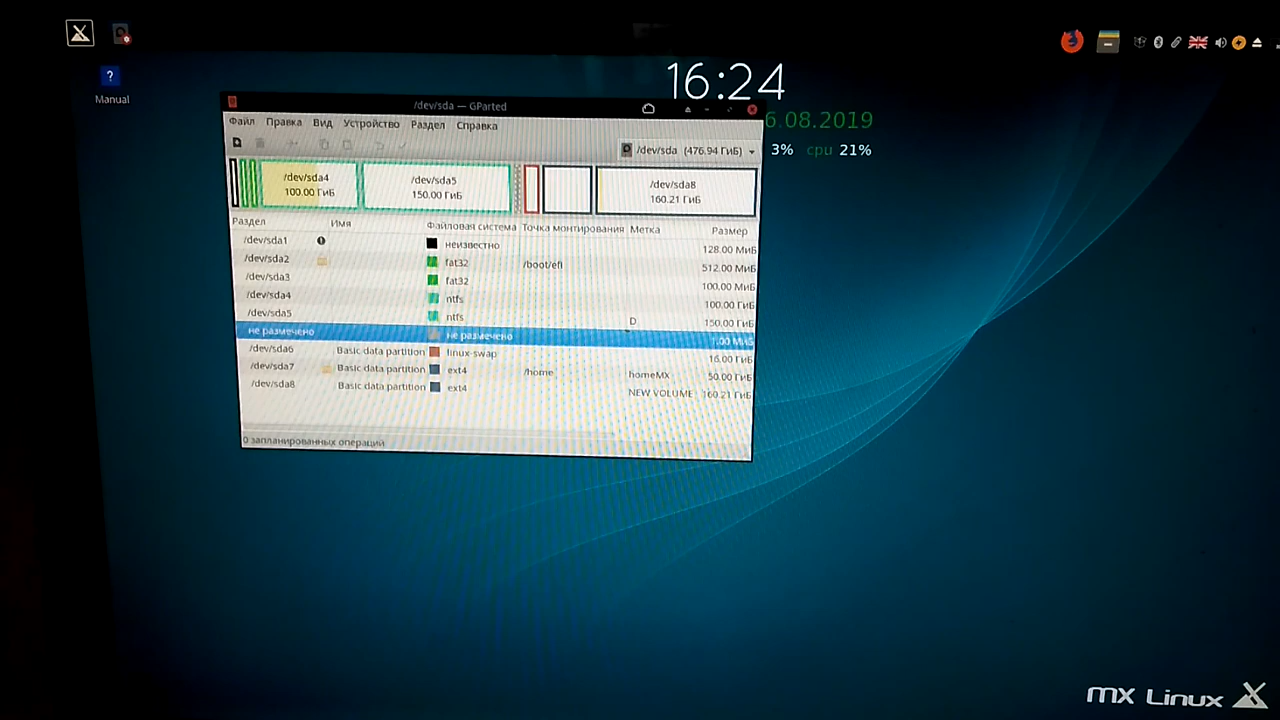 Manual
16:24
6.08.2019
3% cpu 21%
/dev/sda — GParted
Файл Правка Вид Устройство Раздел Справка
/dev/sda (476.94 ГиБ)
/dev/sda4
100.00 ГиБ
/dev/sda5
150.00 ГиБ
/dev/sda8
160.21 ГиБ
Раздел Имя Файловая система Точка монтирования Метка Размер
/dev/sda1 неизвестно 128.00 МиБ
/dev/sda2 fat32 /boot/efi 512.00 МиБ
/dev/sda3 fat32 100.00 МиБ
/dev/sda4 ntfs 100.00 ГиБ
/dev/sda5 ntfs D 150.00 ГиБ
не размечено не размечено 1.00 МиБ
/dev/sda6 Basic data partition linux-swap 16.00 ГиБ
/dev/sda7 Basic data partition ext4 /home homeMX 50.00 ГиБ
/dev/sda8 Basic data partition ext4 NEW VOLUME 160.21 ГиБ
0 запланированных операций
mx Linux